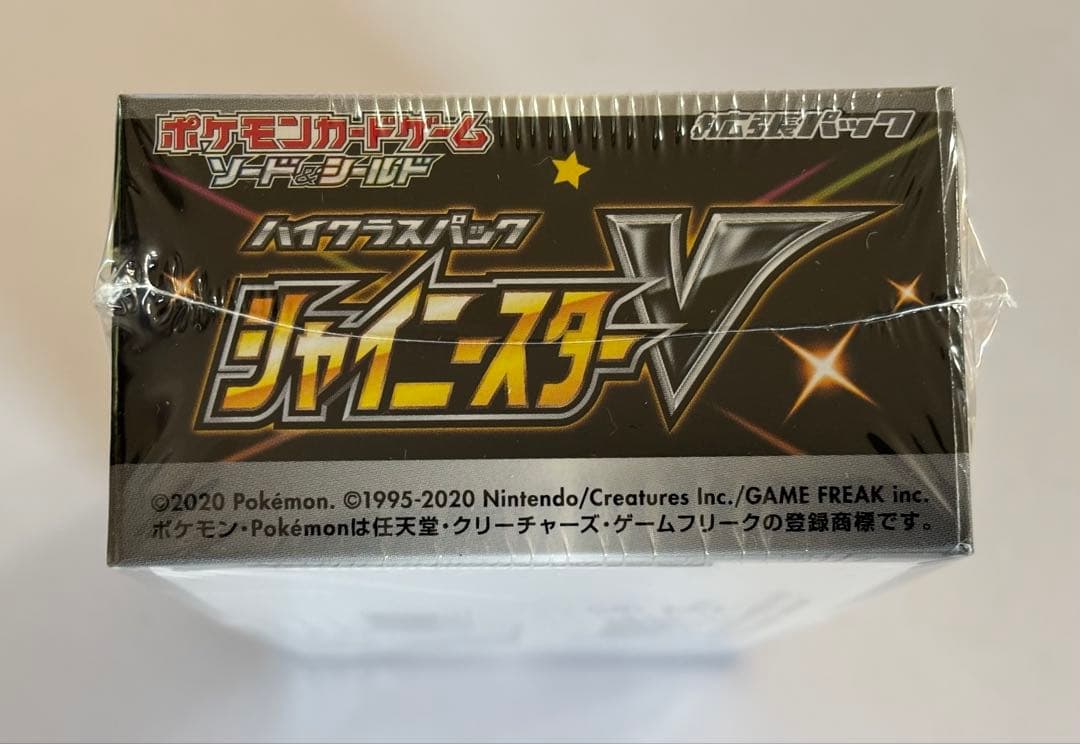 ポケモンカードゲーム 拡張パック
ソード&シールド
ハイクラスパック
シャイニースターV
©2020 Pokémon. ©1995-2020 Nintendo/Creatures Inc./GAME FREAK inc.
ポケモン・Pokémonは任天堂・クリーチャーズ・ゲームフリークの登録商標です。